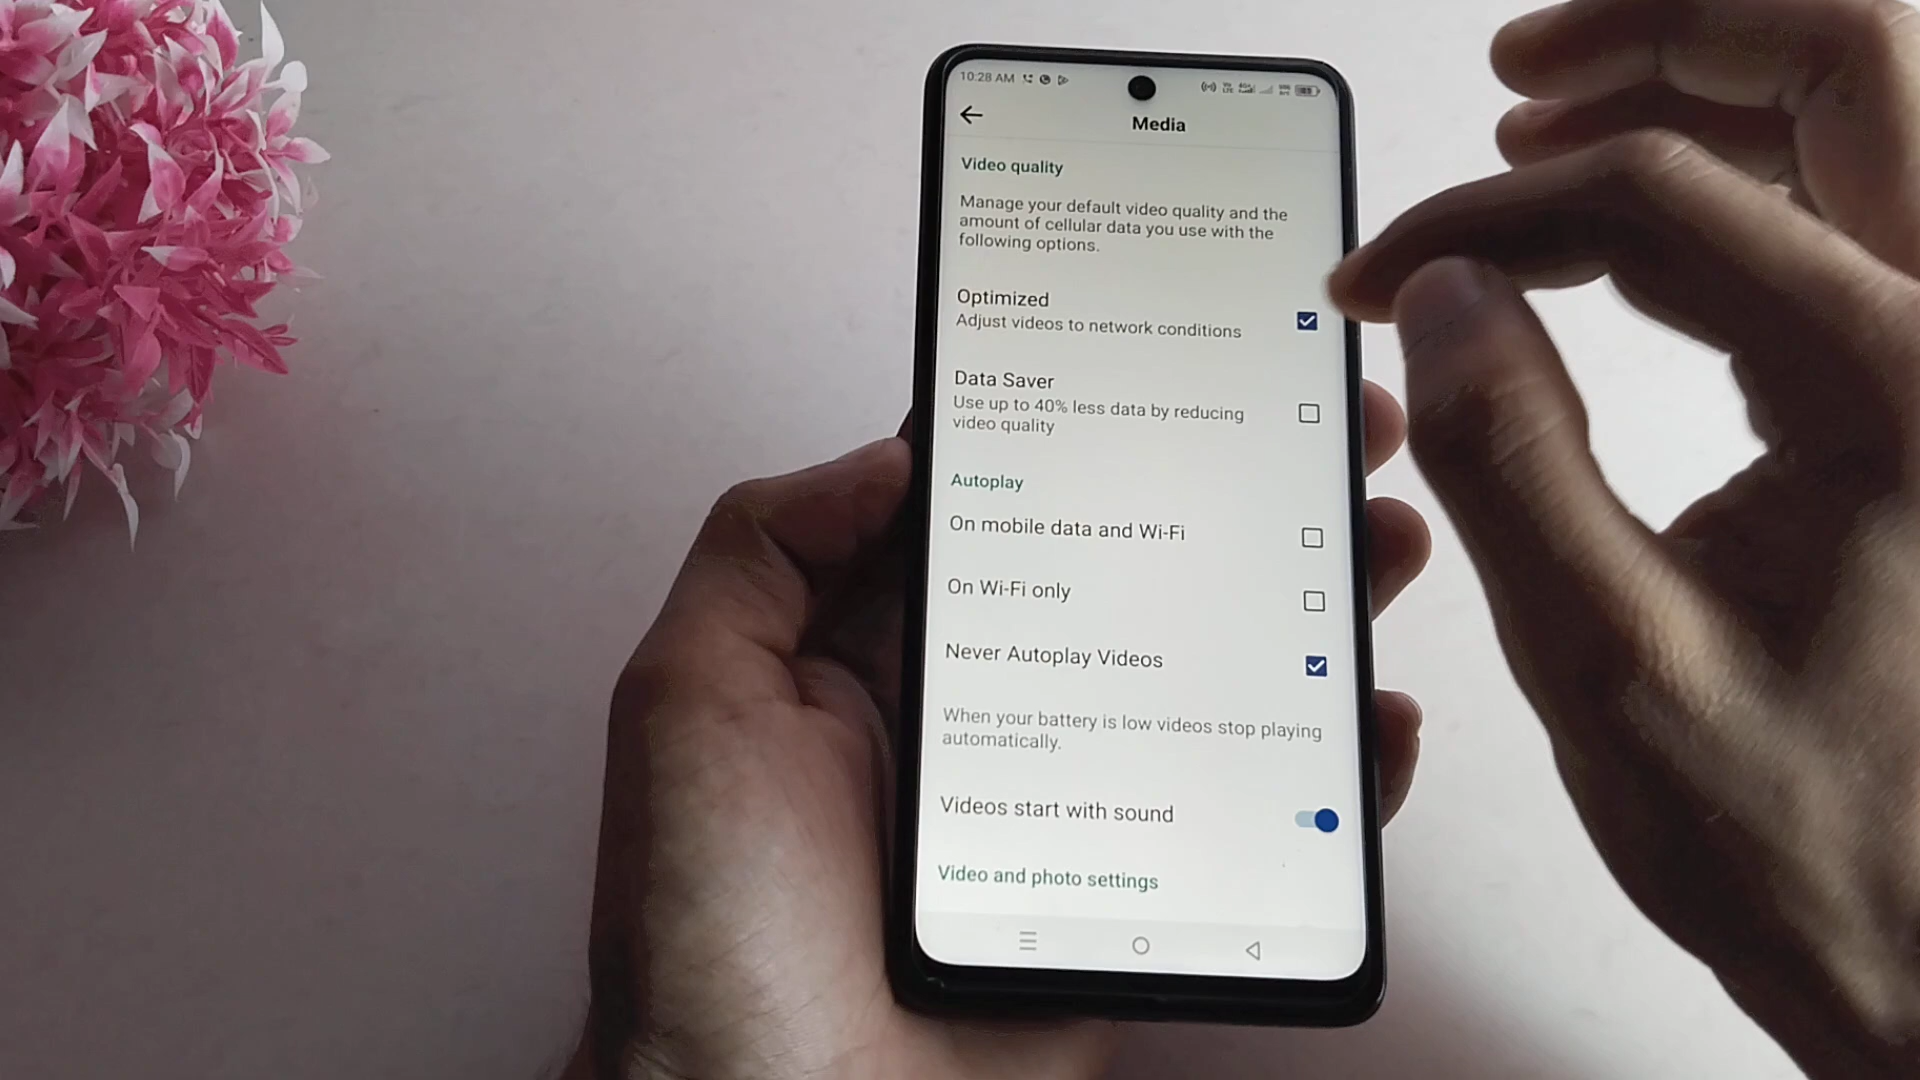 10:28 AM
Media
Video quality
Manage your default video quality and the
amount of cellular data you use with the
following options.
Optimized
Adjust videos to network conditions
Data Saver
Use up to 40% less data by reducing
video quality
Autoplay
On mobile data and Wi-Fi
On Wi-Fi only
Never Autoplay Videos
When your battery is low videos stop playing
automatically.
Videos start with sound
Video and photo settings